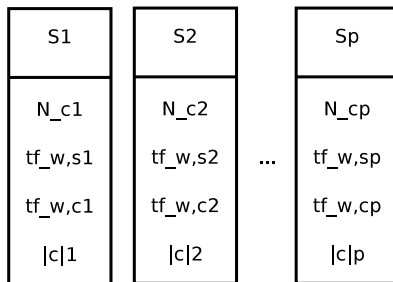 S1
N_c1
tf_w,s1
tf_w,c1
|c|1
S2
N_c2
tf_w,s2
tf_w,c2
|c|2
...
Sp
N_cp
tf_w,sp
tf_w,cp
|c|p